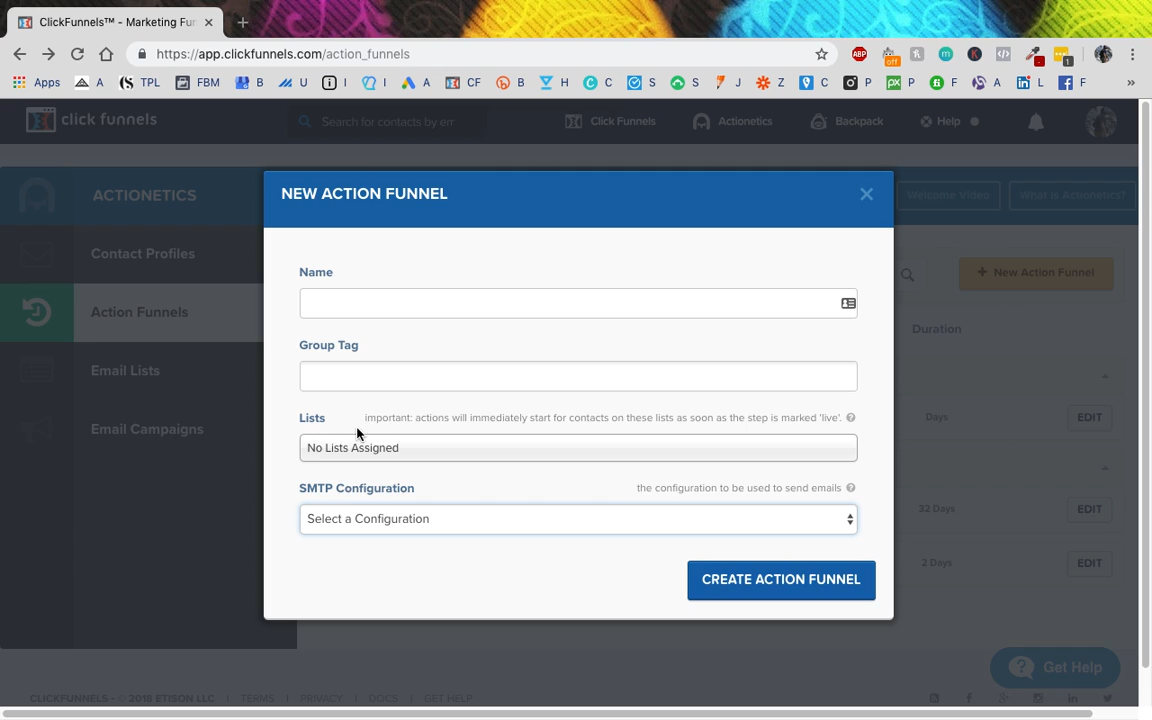 ClickFunnels™ - Marketing Fun
https://app.clickfunnels.com/action_funnels
ABP
off
1
Apps A TPL FBM B U I I A CF B H C S S J Z C P P F A L F »
click funnels
Search for contacts by em
Click Funnels
Actionetics
Backpack
Help
ACTIONETICS
Welcome Video
What is Actionetics?
NEW ACTION FUNNEL
Contact Profiles
Action Funnels
Email Lists
Email Campaigns
+ New Action Funnel
Duration
Days
EDIT
32 Days
EDIT
2 Days
EDIT
Name
Group Tag
Lists
important: actions will immediately start for contacts on these lists as soon as the step is marked 'live'.
No Lists Assigned
SMTP Configuration
the configuration to be used to send emails
Select a Configuration
CREATE ACTION FUNNEL
Get Help
CLICKFUNNELS - © 2018 ETISON LLC | TERMS | PRIVACY | DOCS | GET HELP